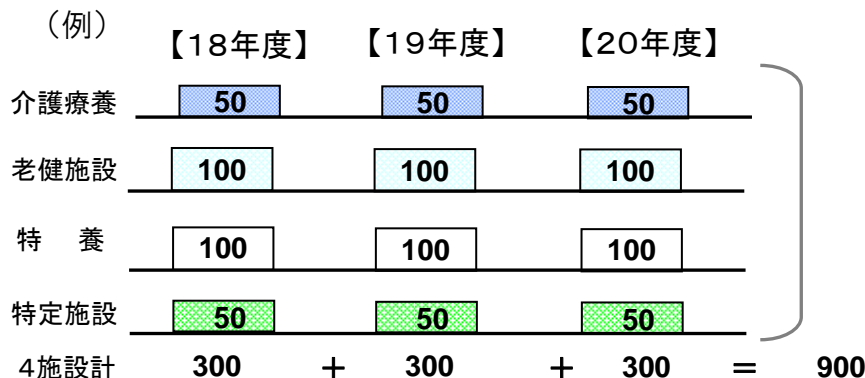 (例)
【18年度】 【19年度】 【20年度】
介護療養 50 50 50
老健施設 100 100 100
特 養 100 100 100
特定施設 50 50 50
4施設計 300 + 300 + 300 = 900